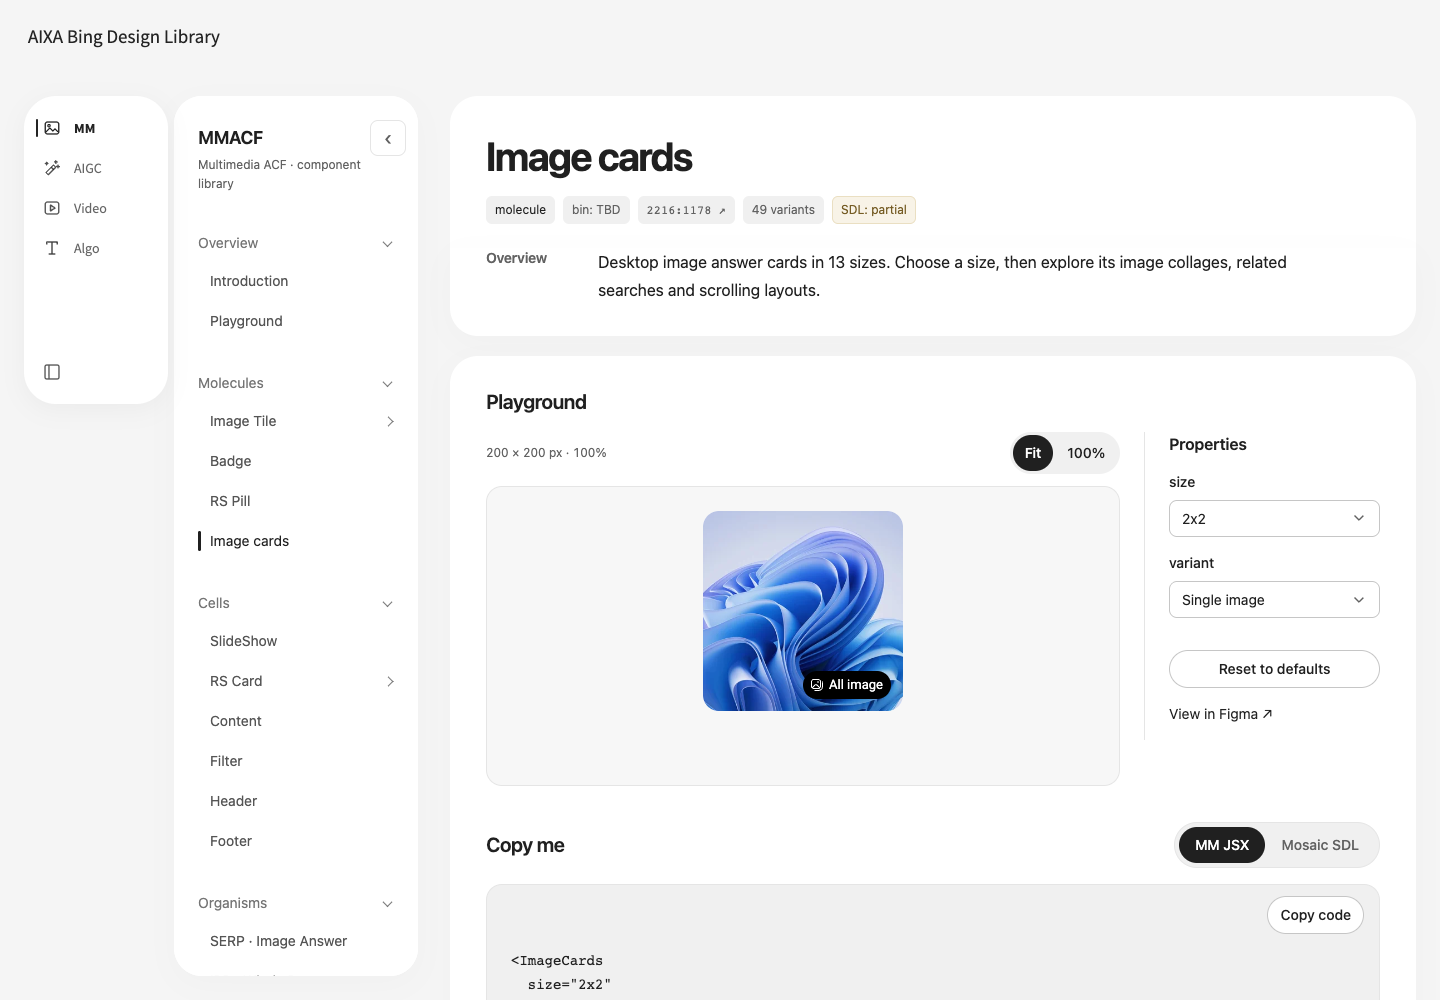 AIXA Bing Design Library
MM
AIGC
Video
Algo
MMACF
Multimedia ACF · component
library
Overview
Introduction
Playground
Molecules
Image Tile
Badge
RS Pill
Image cards
Cells
SlideShow
RS Card
Content
Filter
Header
Footer
Organisms
SERP · Image Answer
Image cards
molecule
bin: TBD
2216:1178 ↗
49 variants
SDL: partial
Overview
Desktop image answer cards in 13 sizes. Choose a size, then explore its image collages, related
searches and scrolling layouts.
Playground
200 × 200 px · 100%
Fit
100%
All image
Properties
size
2x2
variant
Single image
Reset to defaults
View in Figma ↗
Copy me
MM JSX
Mosaic SDL
Copy code
<ImageCards
size="2x2"